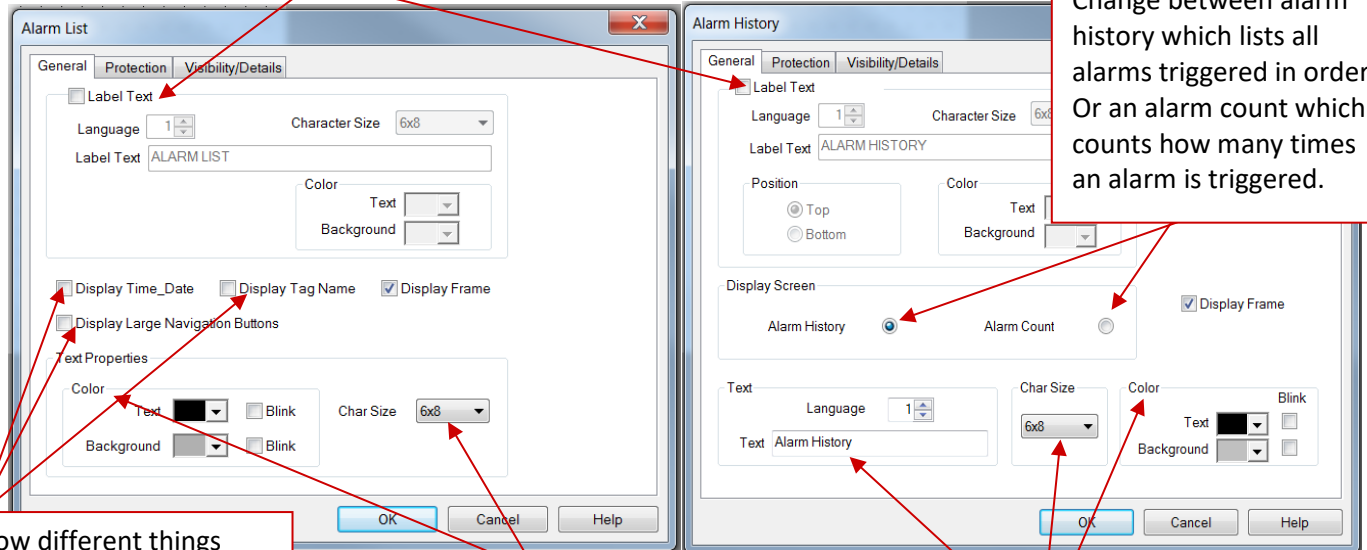 Alarm List
General Protection Visibility/Details
Label Text
Language 1 Character Size 6x8
Label Text ALARM LIST
Color
Text
Background
Display Time_Date Display Tag Name Display Frame
Display Large Navigation Buttons
Text Properties
Color
Text Blink Char Size 6x8
Background Blink
OK Cancel Help
different things
Alarm History
General Protection Visibility/Details
Label Text
Language 1 Character Size
Label Text ALARM HISTORY
Position Color
Top Text
Bottom Background
Display Screen
Alarm History Alarm Count Display Frame
Text Char Size Color
Language 1 6x8 Blink
Text Alarm History Text
Background
OK Cancel Help
Change between alarm
history which lists all
alarms triggered in order
Or an alarm count which
counts how many times
an alarm is triggered.